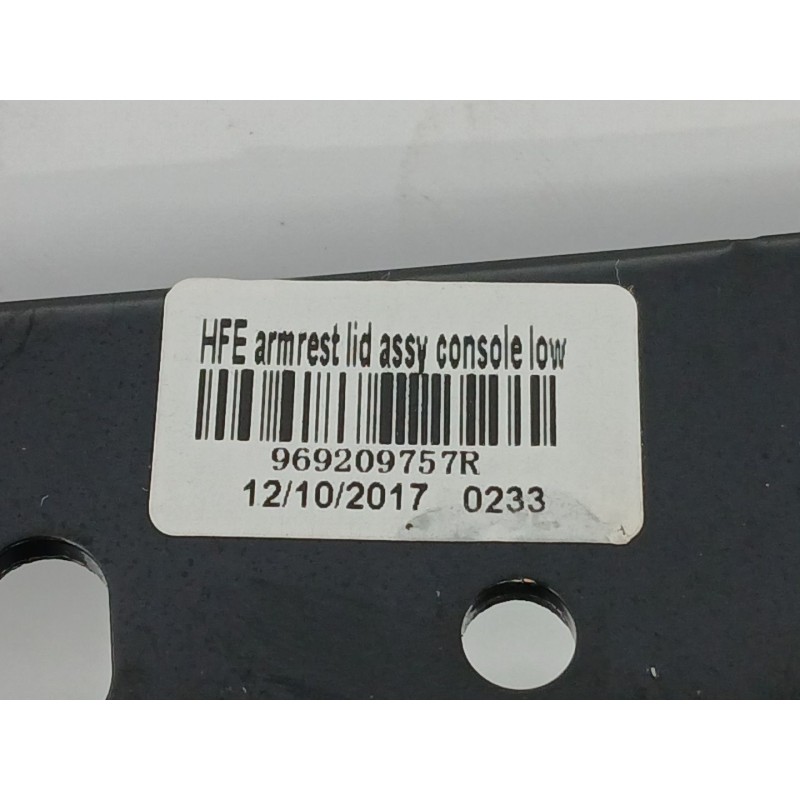 HFE armrest lid assy console low
969209757R
12/10/2017 0233